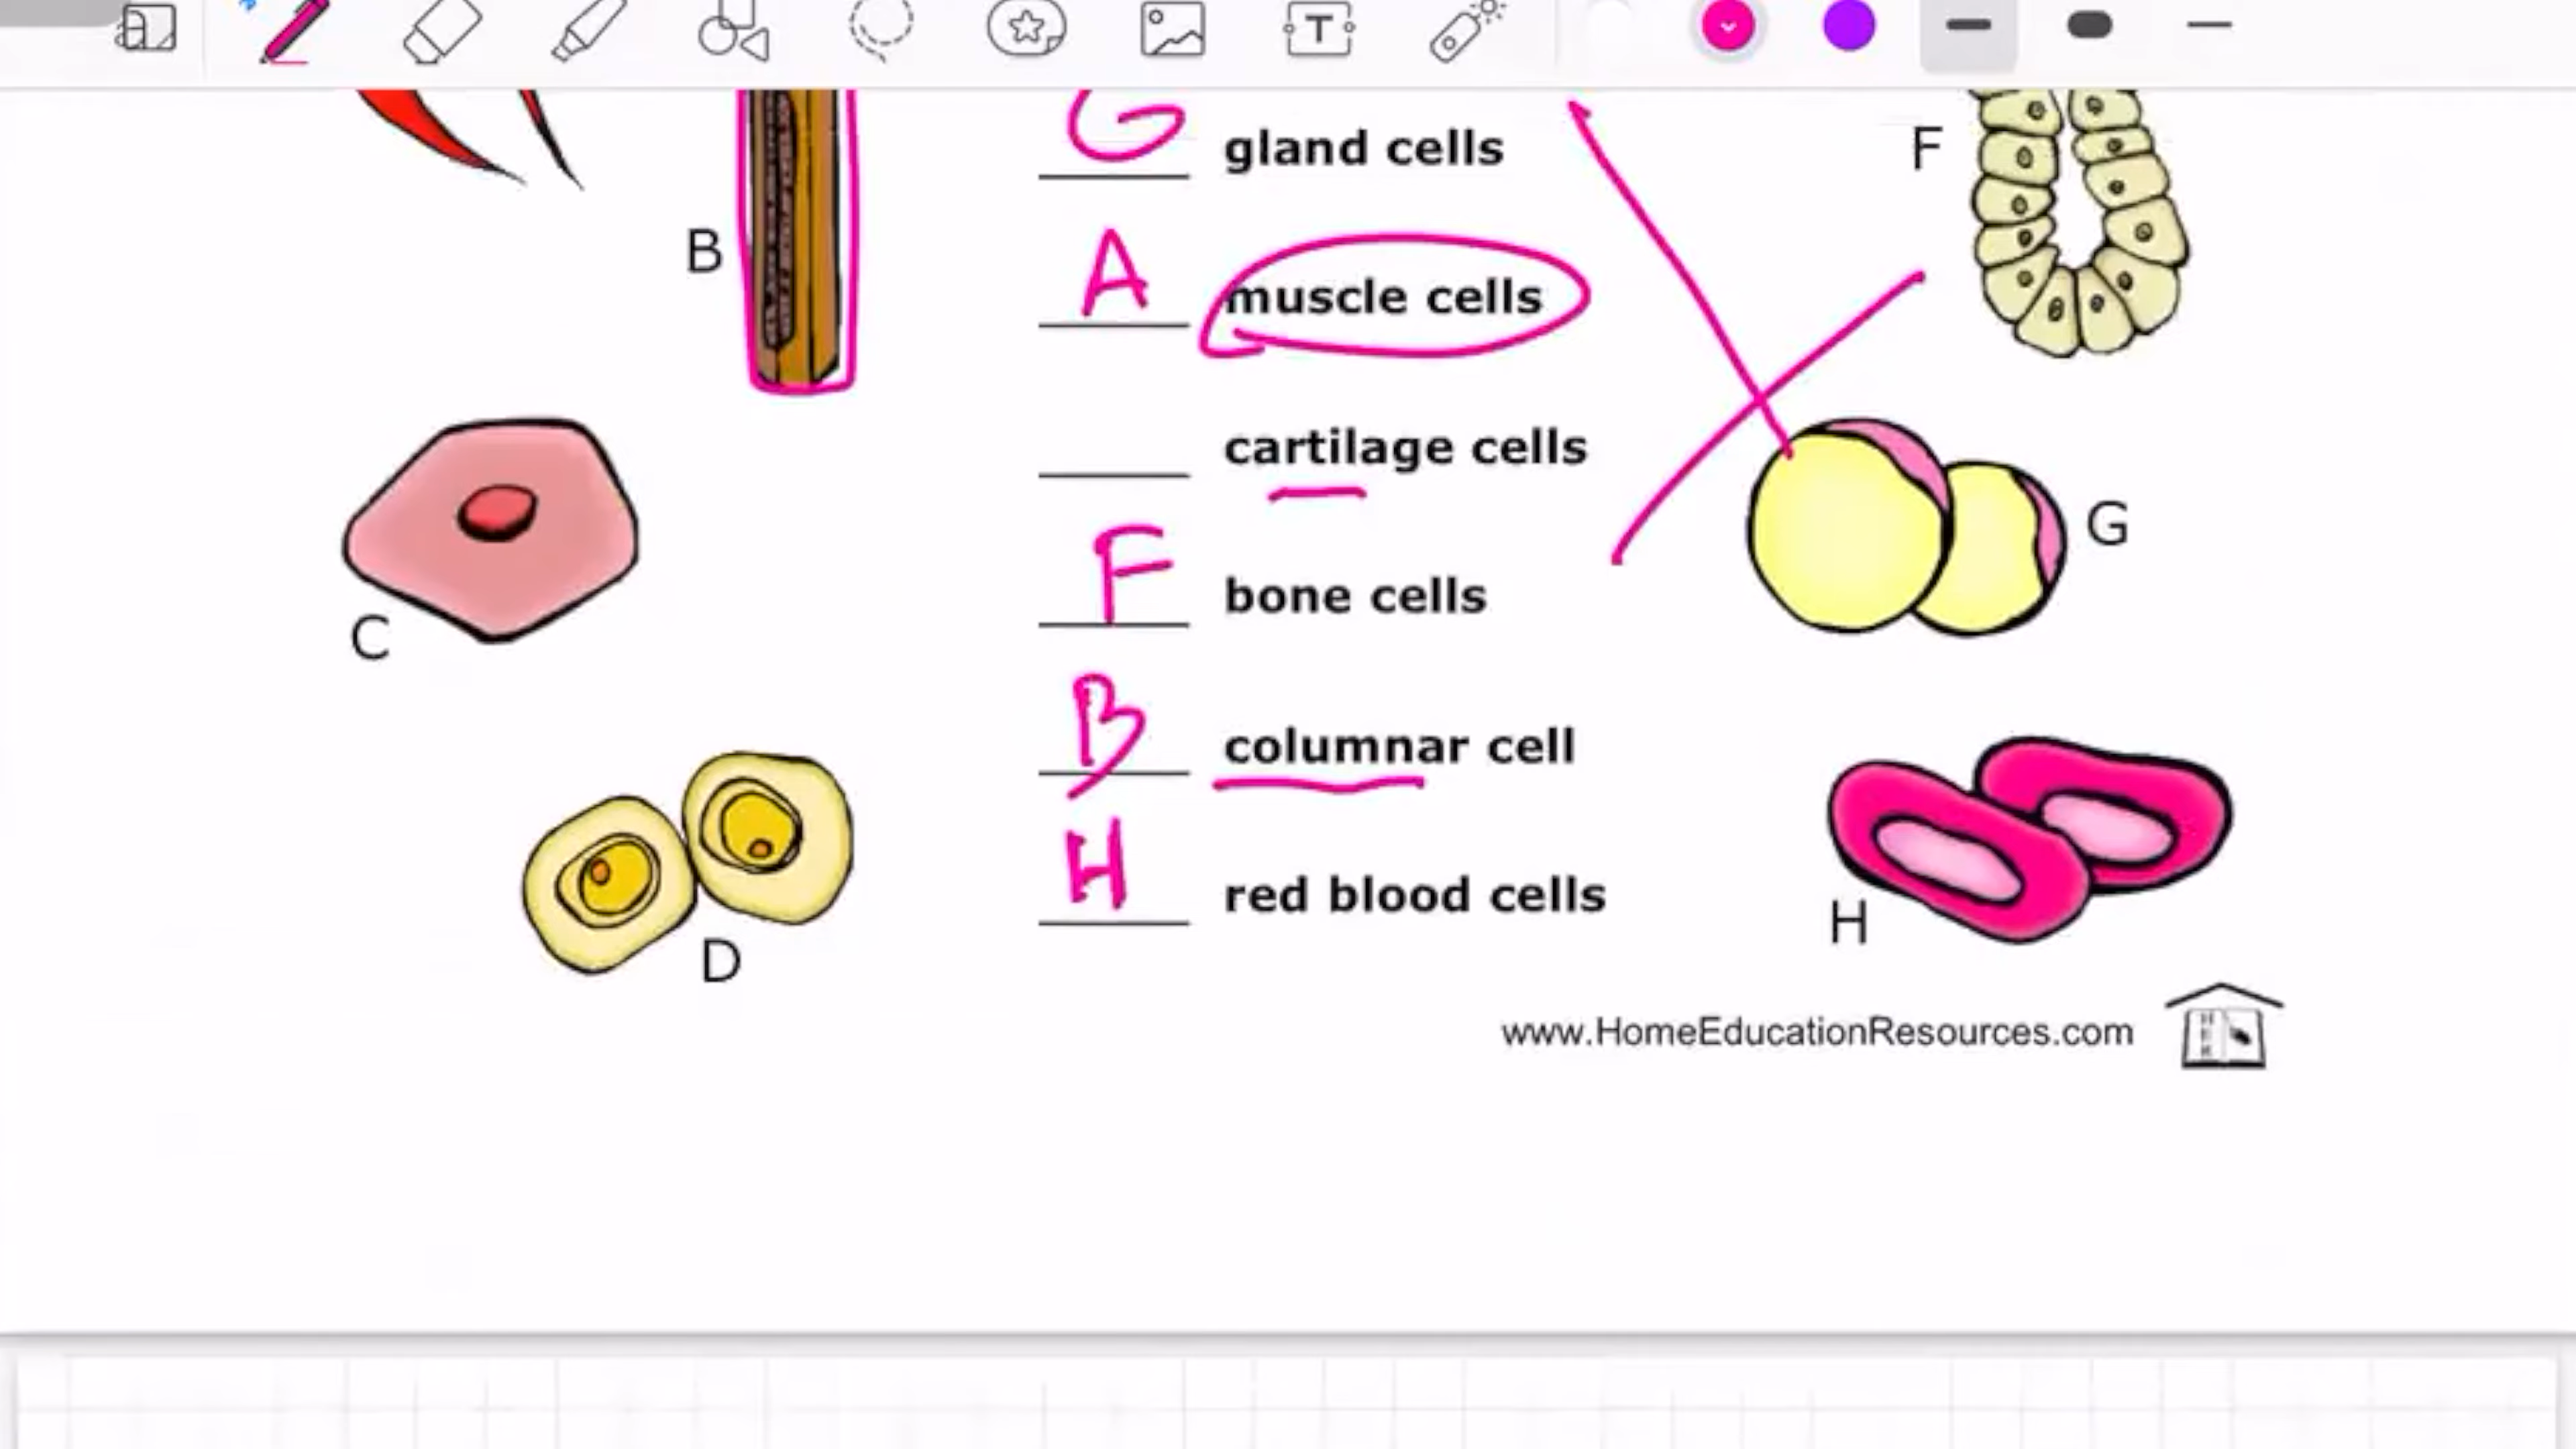 G gland cells
F
A muscle cells
B
cartilage cells
G
F bone cells
C
B columnar cell
H red blood cells
H
D
www.HomeEducationResources.com
H
E
R
T